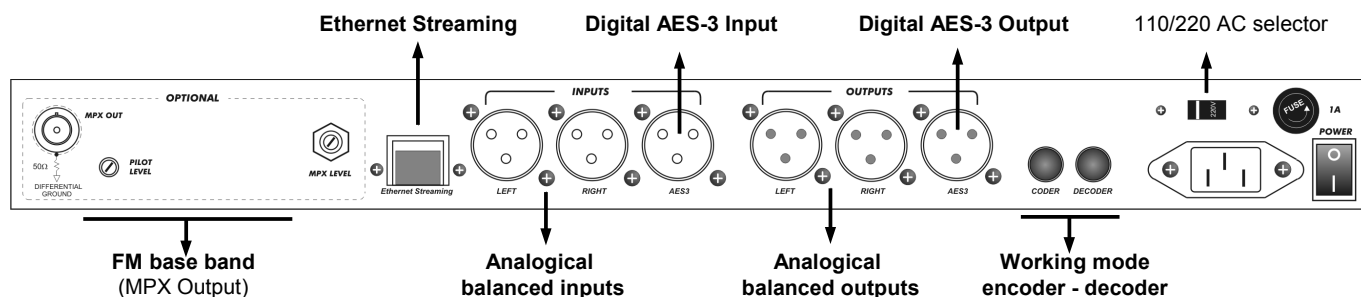 Ethernet Streaming
Digital AES-3 Input
Digital AES-3 Output
110/220 AC selector
OPTIONAL
MPX OUT
50Ω
DIFFERENTIAL
GROUND
PILOT
LEVEL
MPX LEVEL
Ethernet Streaming
INPUTS
LEFT
RIGHT
AES3
OUTPUTS
LEFT
RIGHT
AES3
CODER
DECODER
220V
FUSE
1A
POWER
FM base band
(MPX Output)
Analogical
balanced inputs
Analogical
balanced outputs
Working mode
encoder - decoder